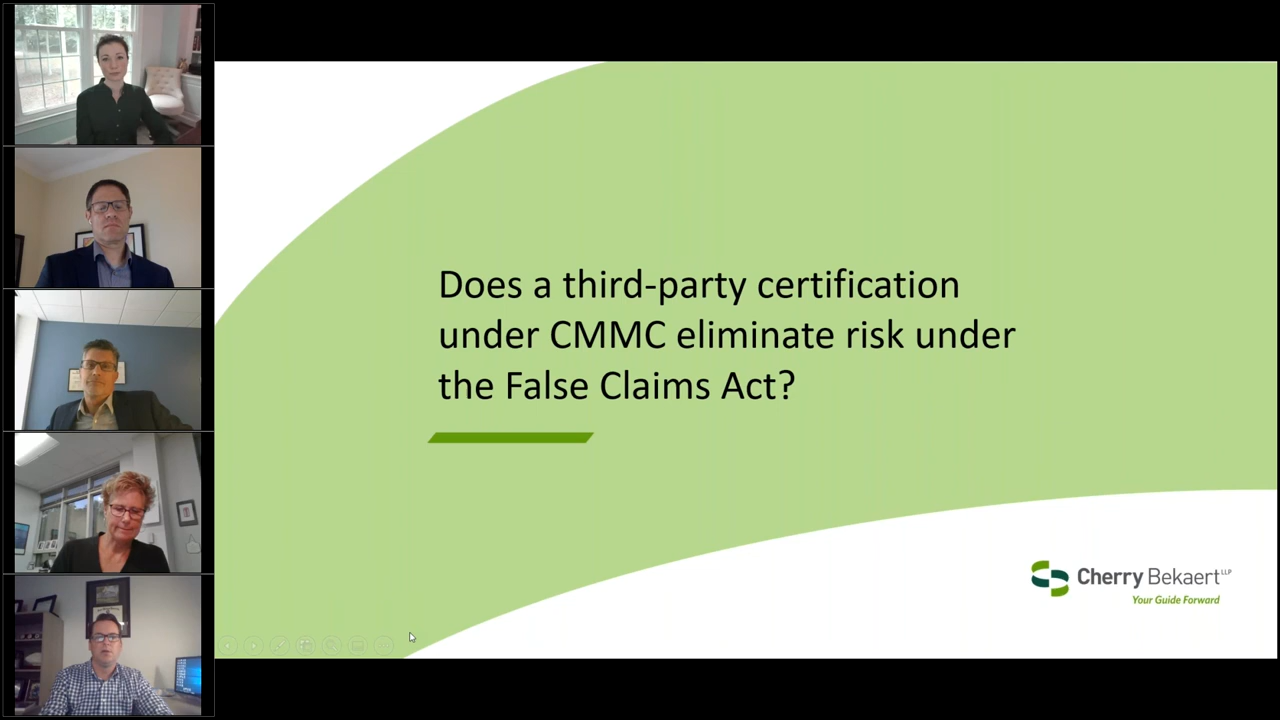 Does a third-party certification
under CMMC eliminate risk under
the False Claims Act?
Cherry Bekaert LLP
Your Guide Forward